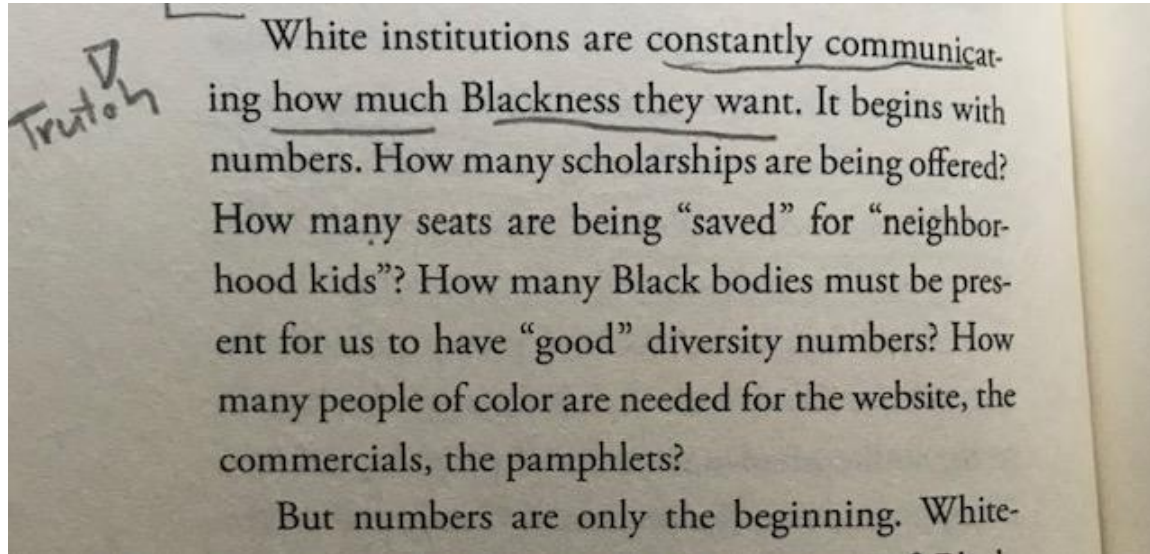 White institutions are constantly communicat-
Trutoh
ing how much Blackness they want. It begins with
numbers. How many scholarships are being offered?
How many seats are being “saved” for “neighbor-
hood kids”? How many Black bodies must be pres-
ent for us to have “good” diversity numbers? How
many people of color are needed for the website, the
commercials, the pamphlets?
But numbers are only the beginning. White-